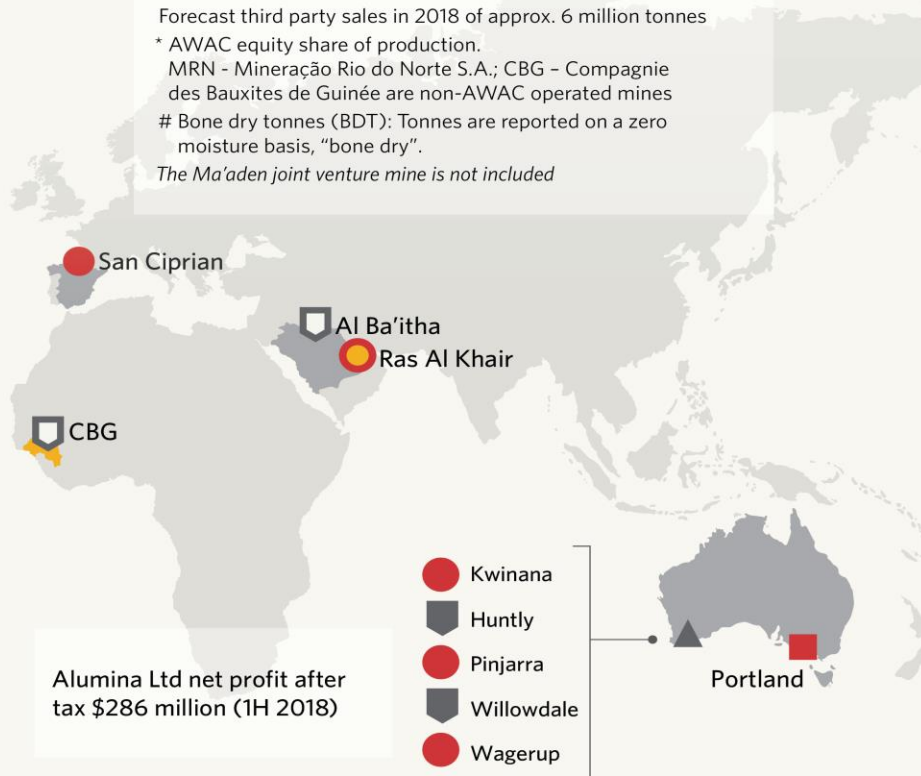 Forecast third party sales in 2018 of approx. 6 million tonnes
* AWAC equity share of production.
MRN - Mineração Rio do Norte S.A.; CBG – Compagnie
des Bauxites de Guinée are non-AWAC operated mines
# Bone dry tonnes (BDT): Tonnes are reported on a zero
moisture basis, “bone dry”.
The Ma’aden joint venture mine is not included
San Ciprian
Al Ba’itha
Ras Al Khair
CBG
Kwinana
Huntly
Pinjarra
Willowdale
Wagerup
Portland
Alumina Ltd net profit after
tax $286 million (1H 2018)